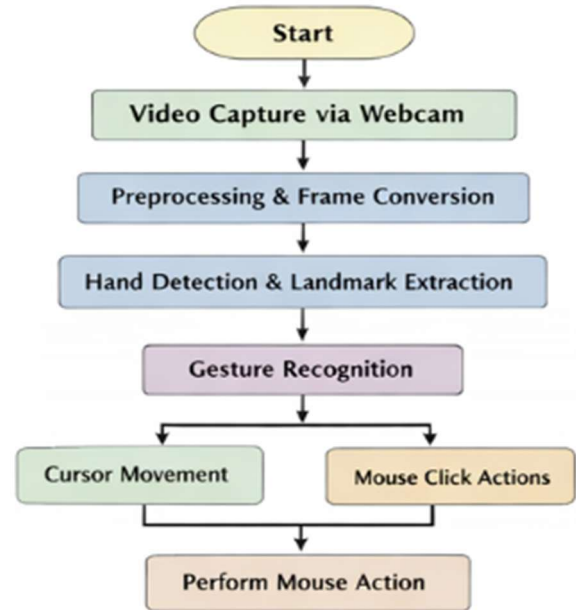 Start
Video Capture via Webcam
Preprocessing & Frame Conversion
Hand Detection & Landmark Extraction
Gesture Recognition
Cursor Movement
Mouse Click Actions
Perform Mouse Action